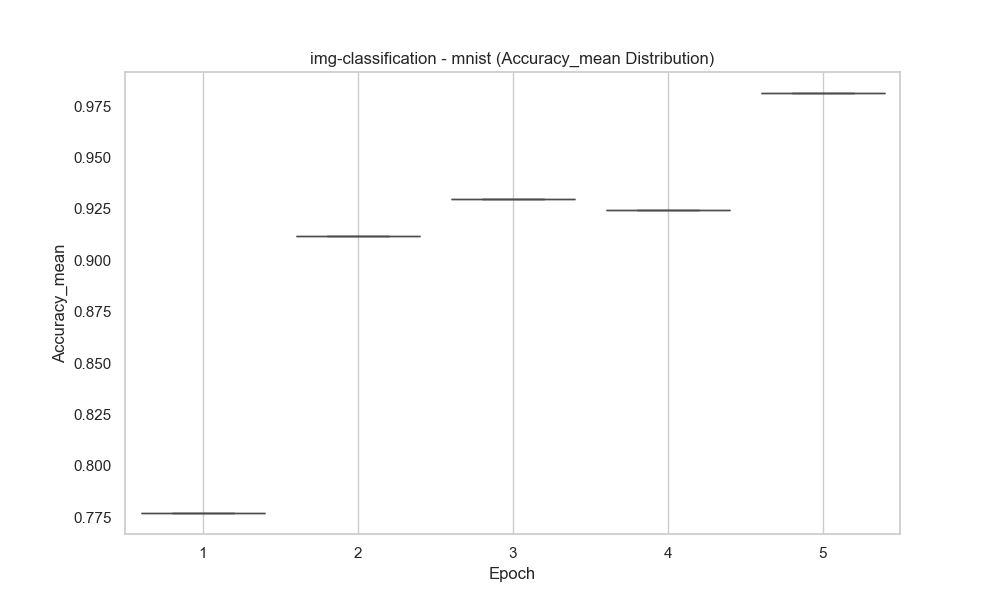 img-classification - mnist (Accuracy_mean Distribution)
Accuracy_mean
0.975
0.950
0.925
0.900
0.875
0.850
0.825
0.800
0.775
1 2 3 4 5
Epoch